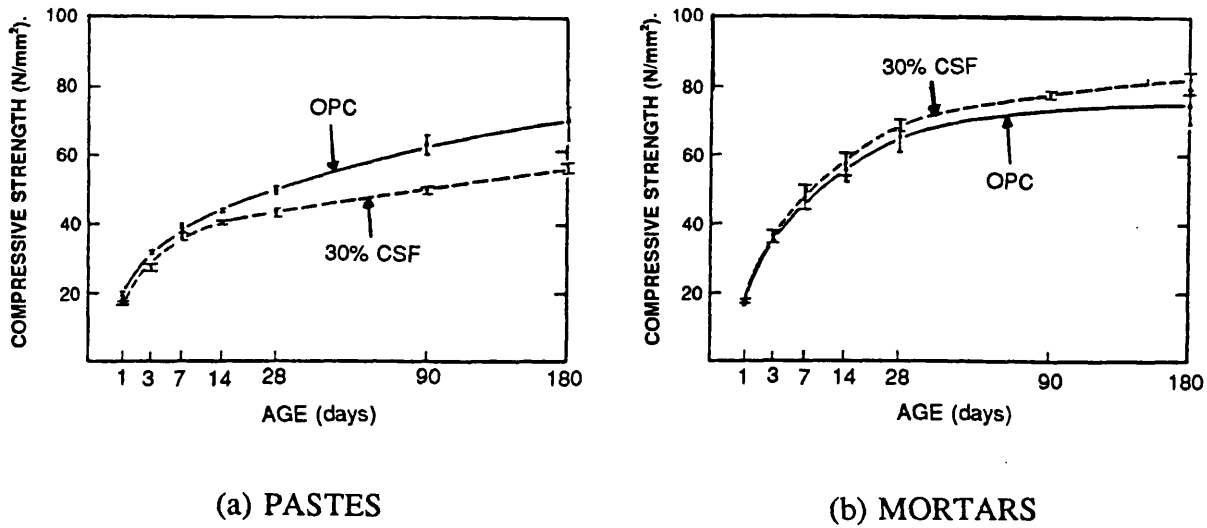 COMPRESSIVE STRENGTH (N/mm²).
100
80
60
40
20
OPC
30% CSF
1 3 7 14 28 90 180
AGE (days)
(a) PASTES
COMPRESSIVE STRENGTH (N/mm²).
100
80
60
40
20
30% CSF
OPC
1 3 7 14 28 90 180
AGE (days)
(b) MORTARS